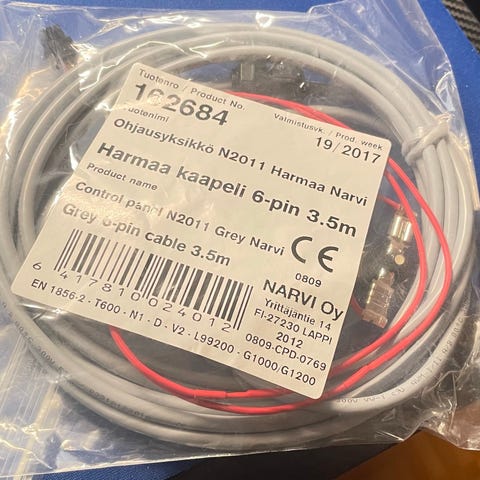 Tuotenro / Product No.
162684
Valmistusvk. / Prod. week
19/2017
Tuotenimi
Ohjausyksikkö N2011 Harmaa Narvi
Harmaa kaapeli 6-pin 3.5m
Product name
Control panel N2011 Grey Narvi
Grey 6-pin cable 3.5m
CE
0809
NARVI Oy
Yrittäjäntie 14
FI-27230 LAPPI
2012
0809-CPD-0769
6 417810 024012
EN 1856-2 - T600 - N1 - D - V2 - L99200 - G1000/G1200